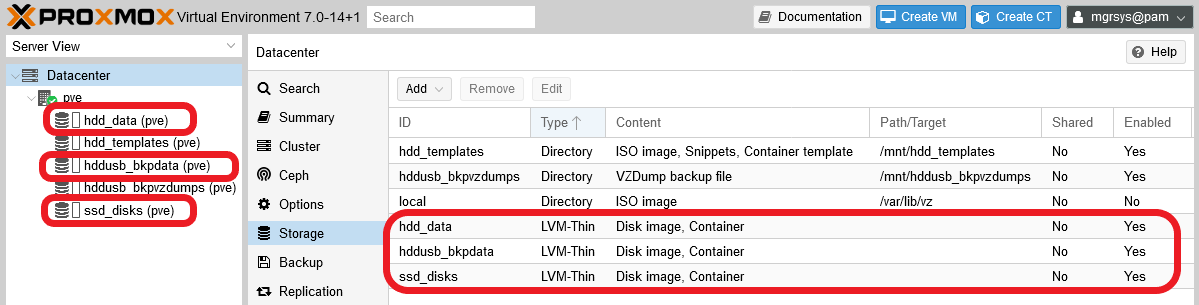 PROXMOX Virtual Environment 7.0-14+1 Search Documentation Create VM Create CT mgrsys@pam
Server View
Datacenter
pve
hdd_data (pve)
hdd_templates (pve)
hddusb_bkpdata (pve)
hddusb_bkpvzdumps (pve)
ssd_disks (pve)
Datacenter Help
Search
Summary
Cluster
Ceph
Options
Storage
Backup
Replication
Add Remove Edit
ID Type Content Path/Target Shared Enabled
hdd_templates Directory ISO image, Snippets, Container template /mnt/hdd_templates No Yes
hddusb_bkpvzdumps Directory VZDump backup file /mnt/hddusb_bkpvzdumps No Yes
local Directory ISO image /var/lib/vz No No
hdd_data LVM-Thin Disk image, Container No Yes
hddusb_bkpdata LVM-Thin Disk image, Container No Yes
ssd_disks LVM-Thin Disk image, Container No Yes